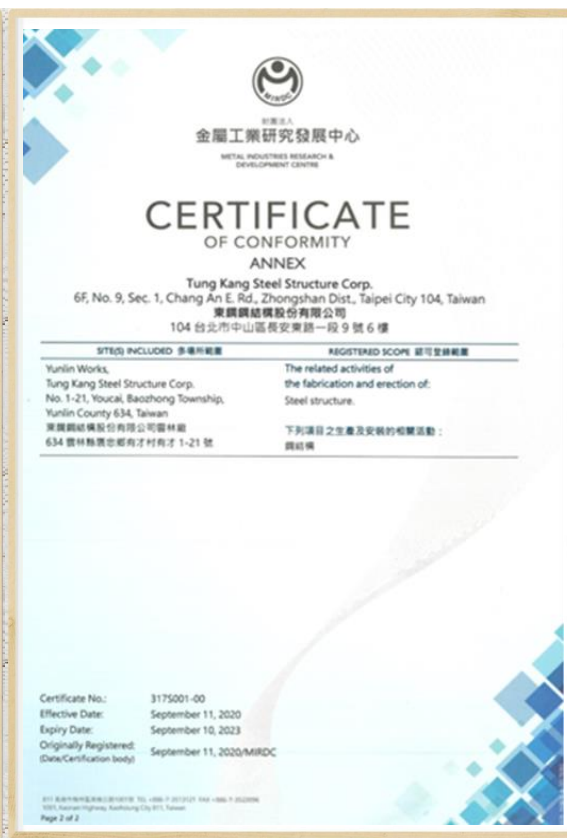 MIRDC
財團法人
金屬工業研究發展中心
METAL INDUSTRIES RESEARCH &
DEVELOPMENT CENTRE
CERTIFICATE
OF CONFORMITY
ANNEX
Tung Kang Steel Structure Corp.
6F, No. 9, Sec. 1, Chang An E. Rd., Zhongshan Dist., Taipei City 104, Taiwan
東鋼鋼結構股份有限公司
104 台北市中山區長安東路一段 9 號 6 樓
SITE(S) INCLUDED 多場所範圍
REGISTERED SCOPE 認可登錄範圍
Yunlin Works,
Tung Kang Steel Structure Corp.
No. 1-21, Youcai, Baozhong Township,
Yunlin County 634, Taiwan
東鋼鋼結構股份有限公司雲林廠
634 雲林縣褒忠鄉有才村有才 1-21 號
The related activities of
the fabrication and erection of:
Steel structure.
下列項目之生產及安裝的相關活動：
鋼結構
Certificate No.: 317S001-00
Effective Date: September 11, 2020
Expiry Date: September 10, 2023
Originally Registered: September 11, 2020/MIRDC
(Date/Certification body)
1001, Kaonan Highway, Kaohsiung City 811, Taiwan
Page 2 of 2